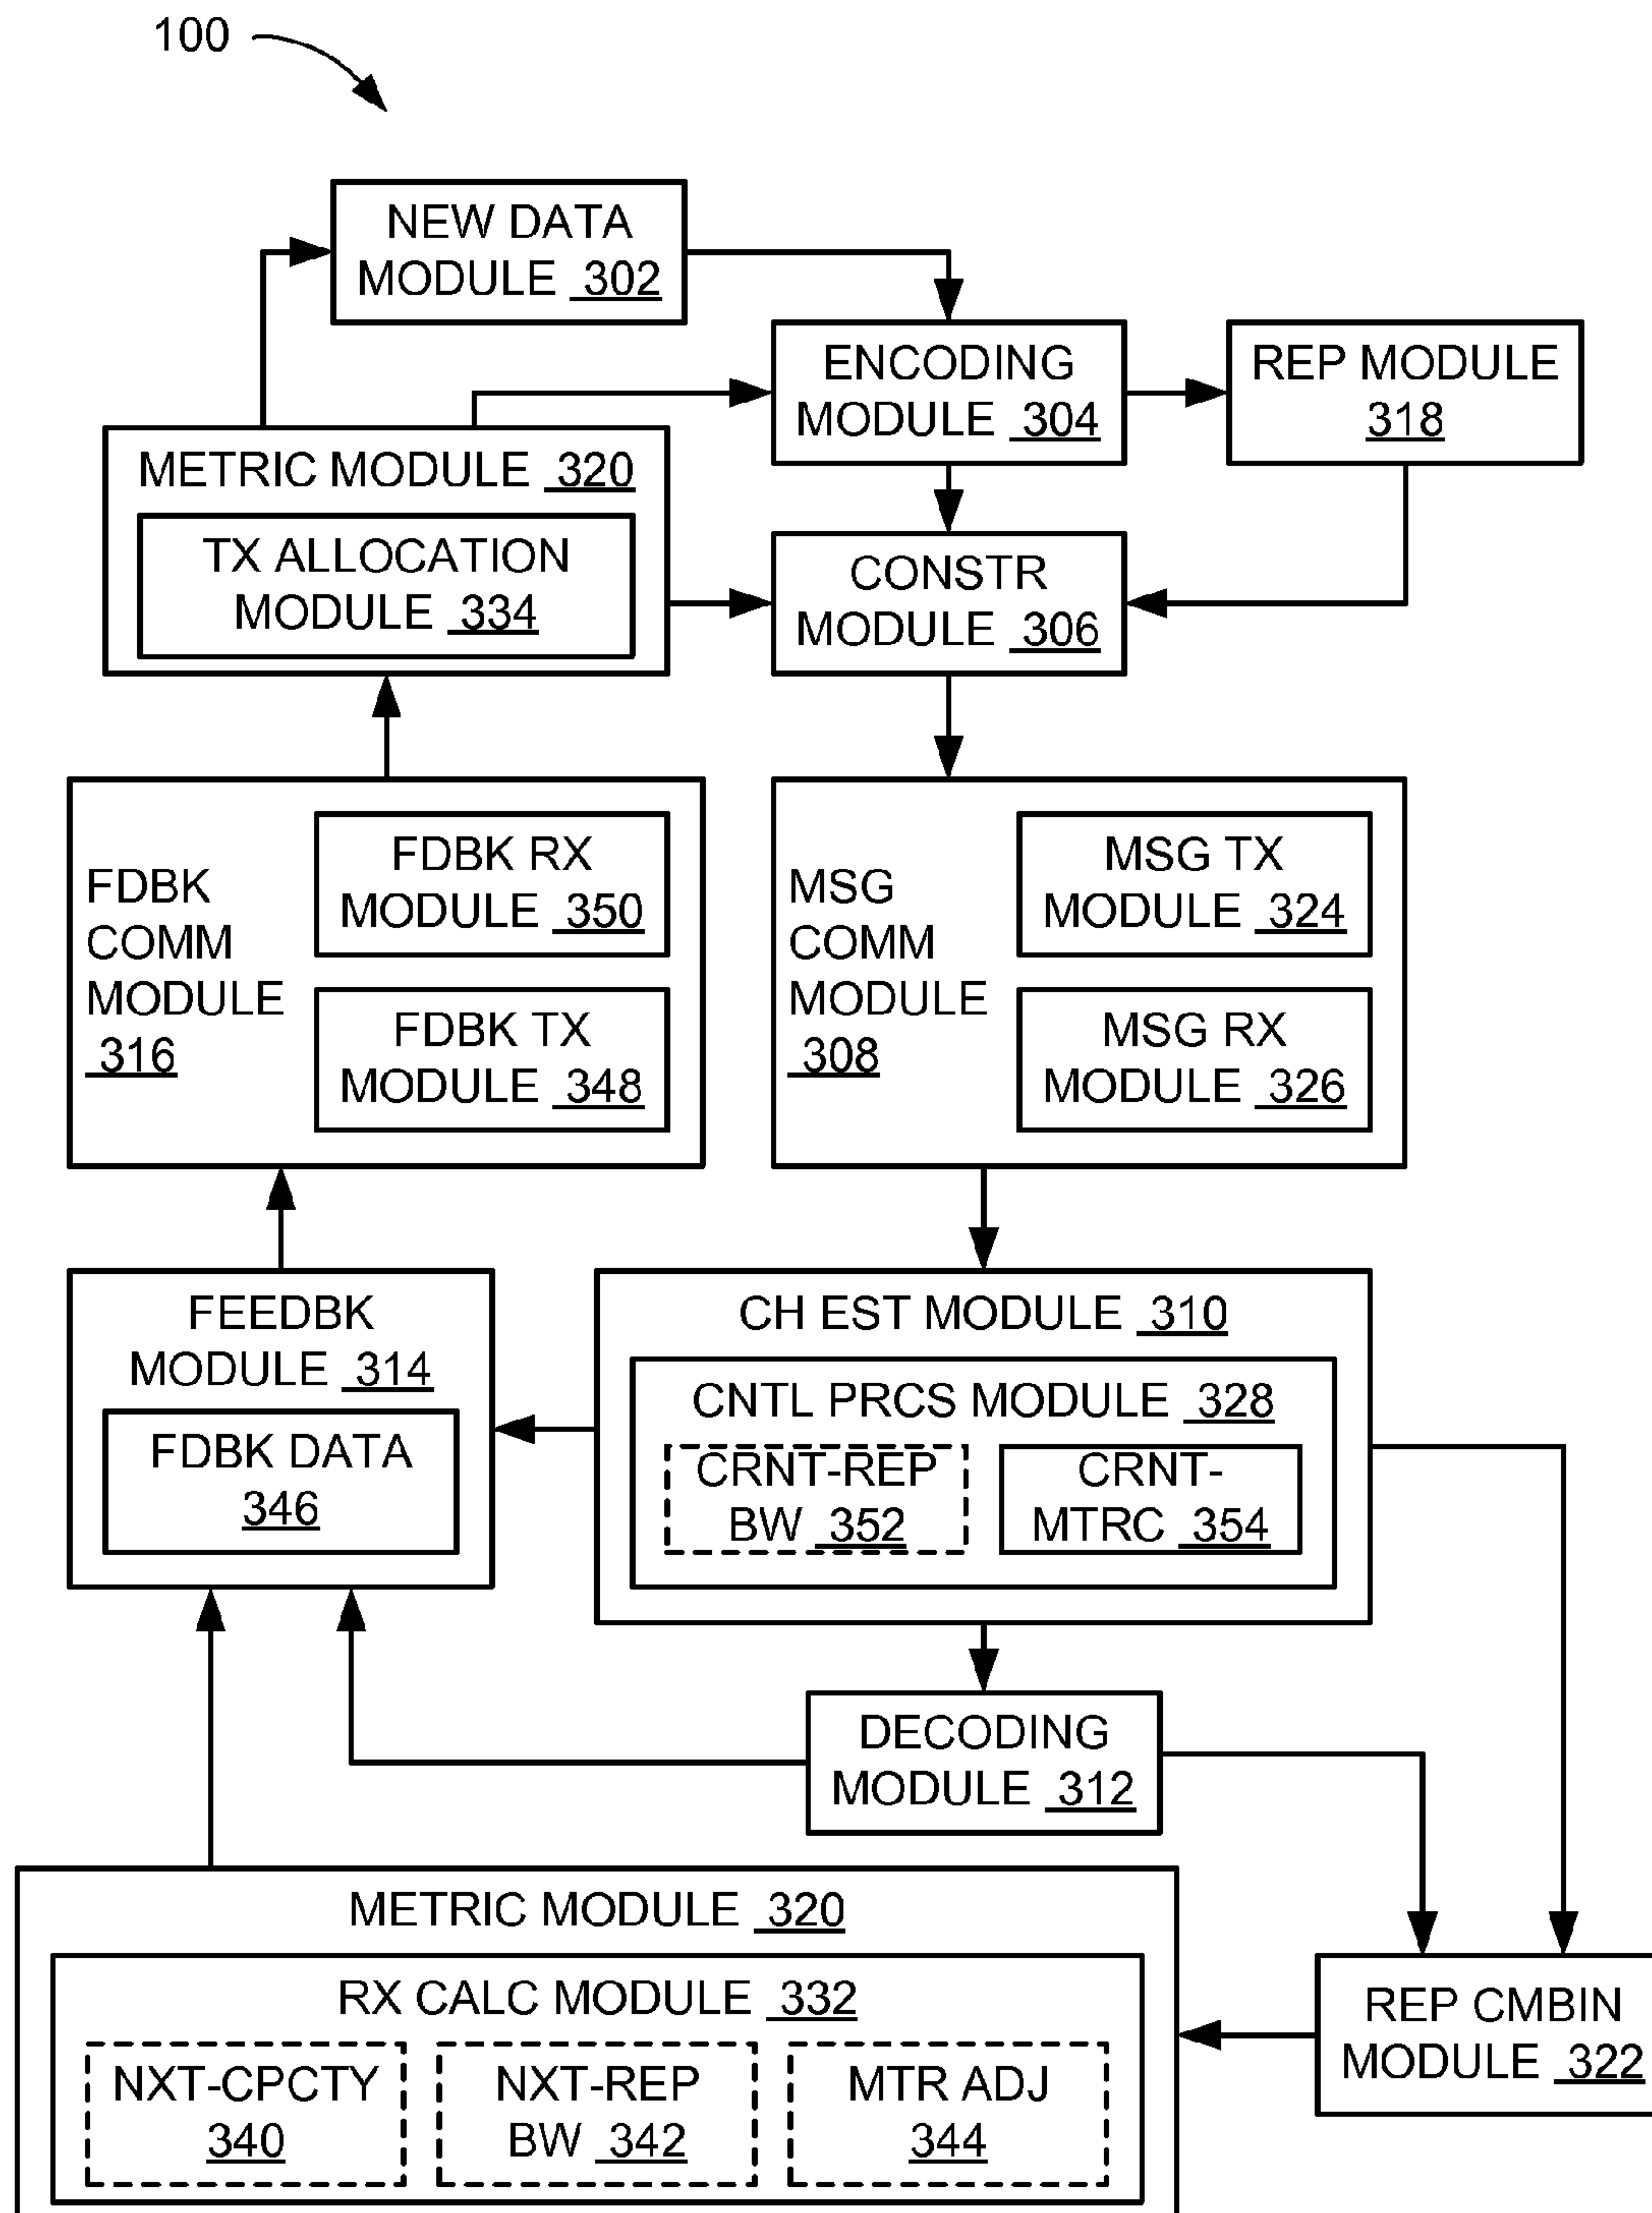 100
NEW DATA
MODULE 302
ENCODING
MODULE 304
REP MODULE
318
METRIC MODULE 320
TX ALLOCATION
MODULE 334
CONSTR
MODULE 306
FDBK
COMM
MODULE
316
FDBK RX
MODULE 350
FDBK TX
MODULE 348
MSG
COMM
MODULE
308
MSG TX
MODULE 324
MSG RX
MODULE 326
FEEDBK
MODULE 314
FDBK DATA
346
CH EST MODULE 310
CNTL PRCS MODULE 328
CRNT-REP
BW 352
CRNT-
MTRC 354
DECODING
MODULE 312
METRIC MODULE 320
RX CALC MODULE 332
NXT-CPCTY
340
NXT-REP
BW 342
MTR ADJ
344
REP CMBIN
MODULE 322